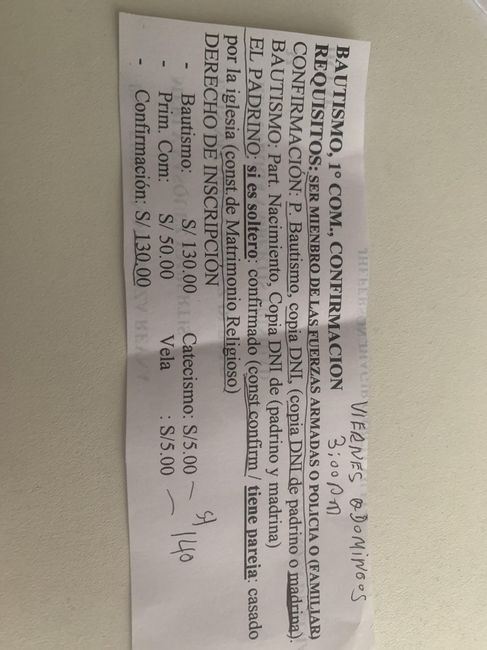 VIERNES o DOMINGOS
3:00 PM
BAUTISMO, 1° COM., CONFIRMACION
REQUISITOS: SER MIENBRO DE LAS FUERZAS ARMADAS O POLICIA O (FAMILIAR)
CONFIRMACIÓN: P. Bautismo, copia DNI, (copia DNI de padrino o madrina).
BAUTISMO: Part. Nacimiento, Copia DNI de (padrino y madrina)
EL PADRINO: si es soltero: confirmado (const.confirm / tiene pareja: casado
por la iglesia (const.de Matrimonio Religioso)
DERECHO DE INSCRIPCIÓN
- Bautismo: S/ 130.00 Catecismo: S/5.00 -
- Prim. Com: S/ 50.00 Vela : S/5.00 -
- Confirmación: S/ 130.00
S/ 140